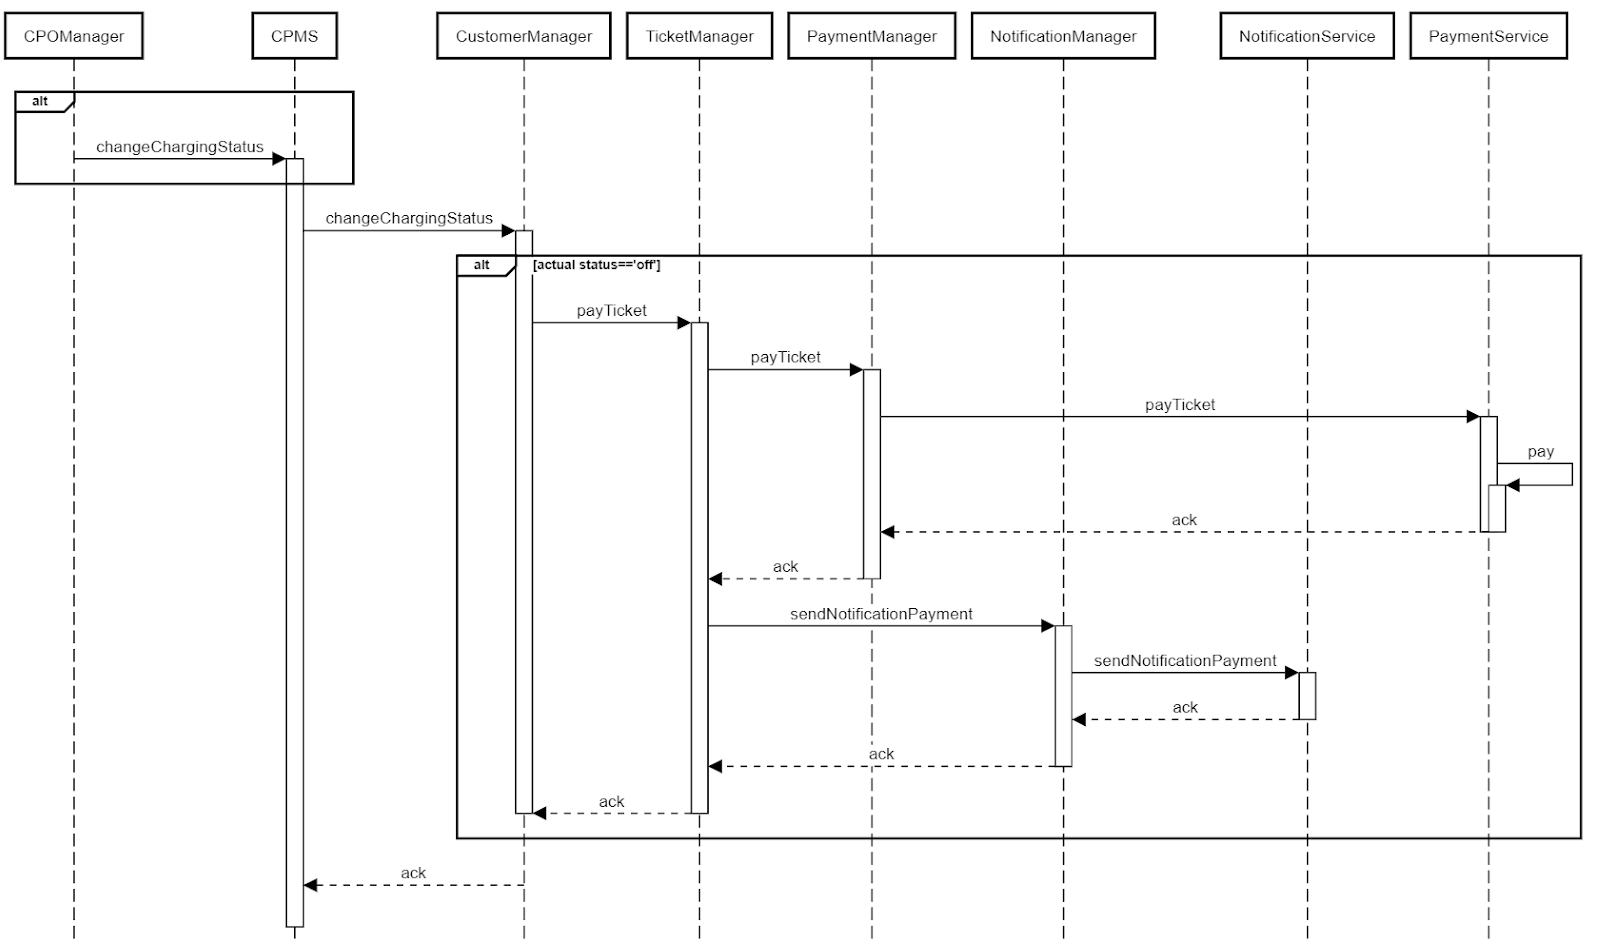 CPOManager
CPMS
CustomerManager
TicketManager
PaymentManager
NotificationManager
NotificationService
PaymentService
alt
changeChargingStatus
changeChargingStatus
alt
[actual status=='off']
payTicket
payTicket
payTicket
pay
ack
ack
sendNotificationPayment
sendNotificationPayment
ack
ack
ack
ack